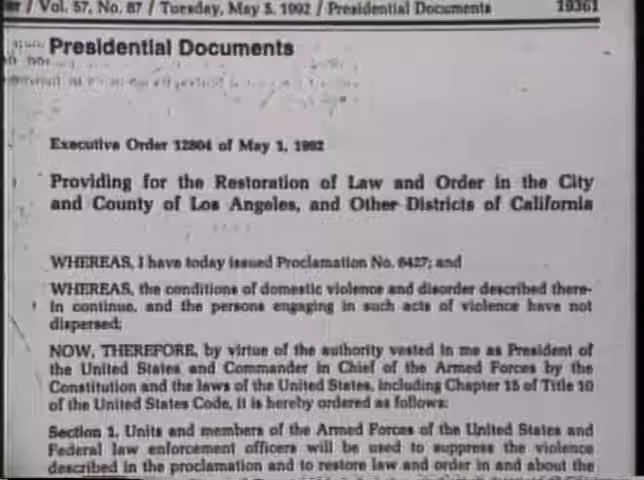 / Vol. 57, No. 87 / Tuesday, May 5, 1992 / Presidential Documents 19361
Presidential Documents
Executive Order 12804 of May 1, 1992
Providing for the Restoration of Law and Order in the City
and County of Los Angeles, and Other Districts of California
WHEREAS, I have today issued Proclamation No. 6427; and
WHEREAS, the conditions of domestic violence and disorder described there-
in continue, and the persons engaging in such acts of violence have not
dispersed;
NOW, THEREFORE, by virtue of the authority vested in me as President of
the United States and Commander in Chief of the Armed Forces by the
Constitution and the laws of the United States, including Chapter 15 of Title 10
of the United States Code, it is hereby ordered as follows:
Section 1. Units and members of the Armed Forces of the United States and
Federal law enforcement officers will be used to suppress the violence
described in the proclamation and to restore law and order in and about the